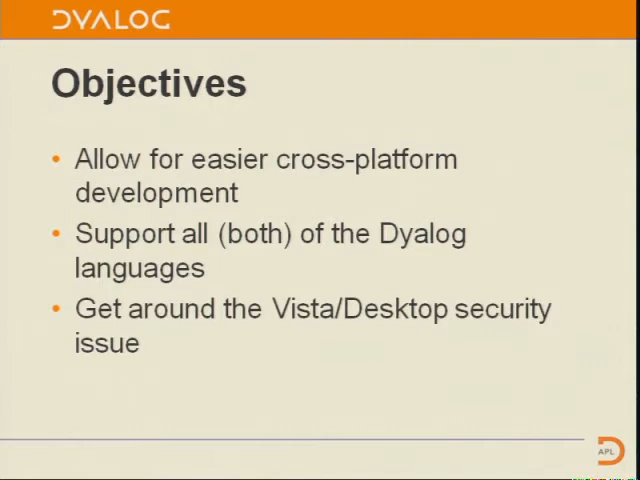 DYALOG
Objectives
• Allow for easier cross-platform
development
• Support all (both) of the Dyalog
languages
• Get around the Vista/Desktop security
issue
APL